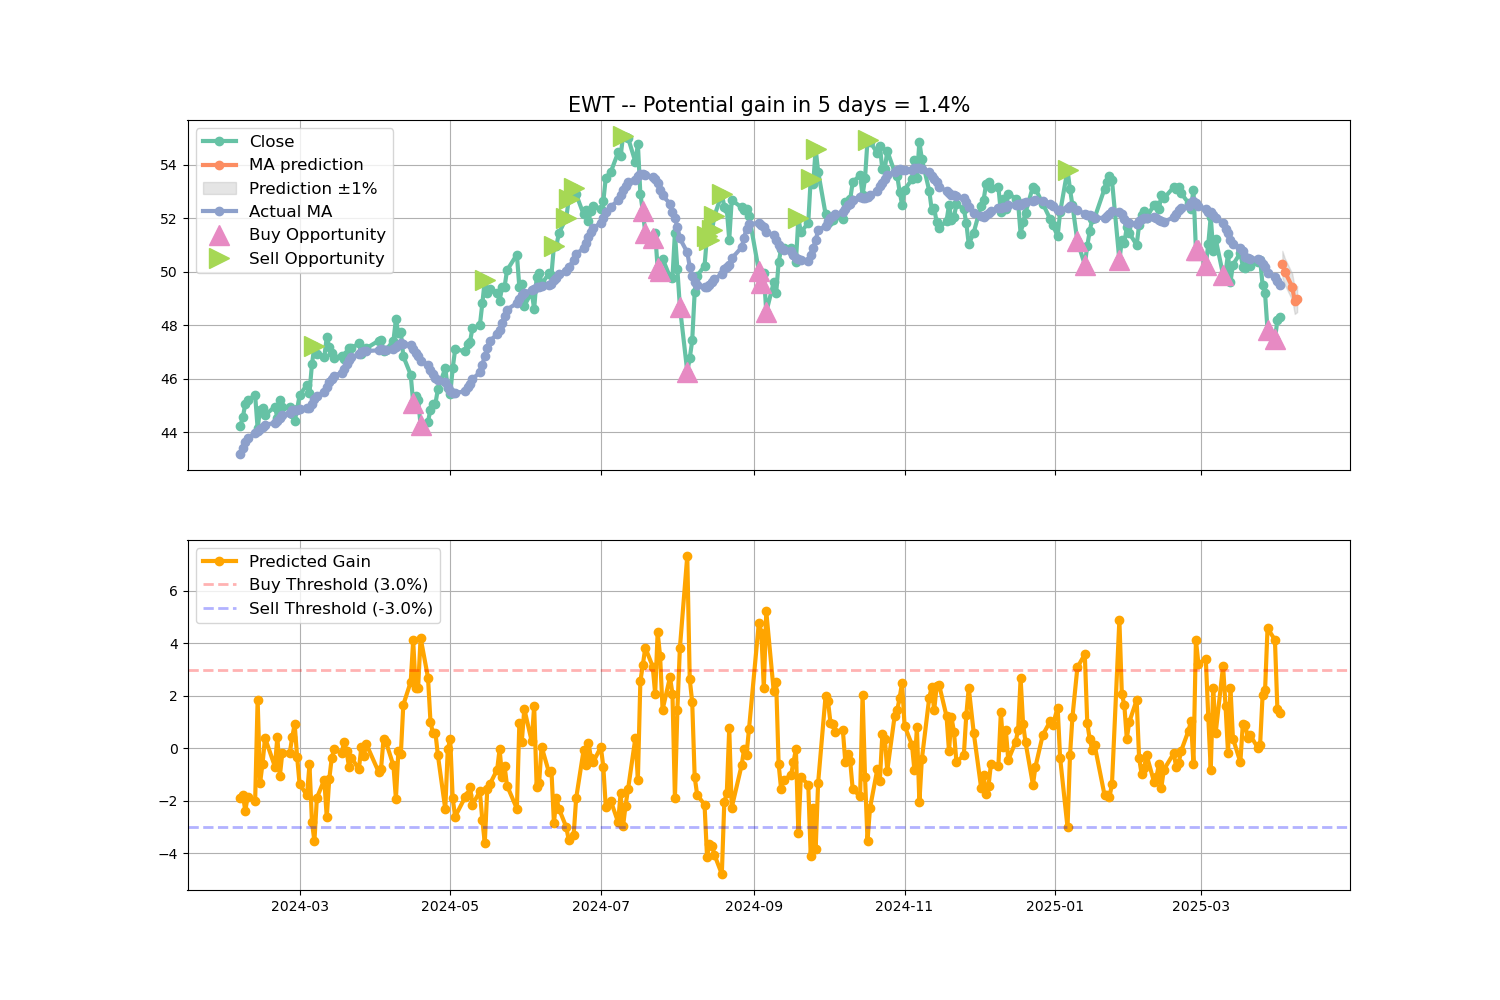 EWT -- Potential gain in 5 days = 1.4%
Close
MA prediction
Prediction ±1%
Actual MA
Buy Opportunity
Sell Opportunity
54
52
50
48
46
44
Predicted Gain
Buy Threshold (3.0%)
Sell Threshold (-3.0%)
6
4
2
0
−2
−4
2024-03 2024-05 2024-07 2024-09 2024-11 2025-01 2025-03